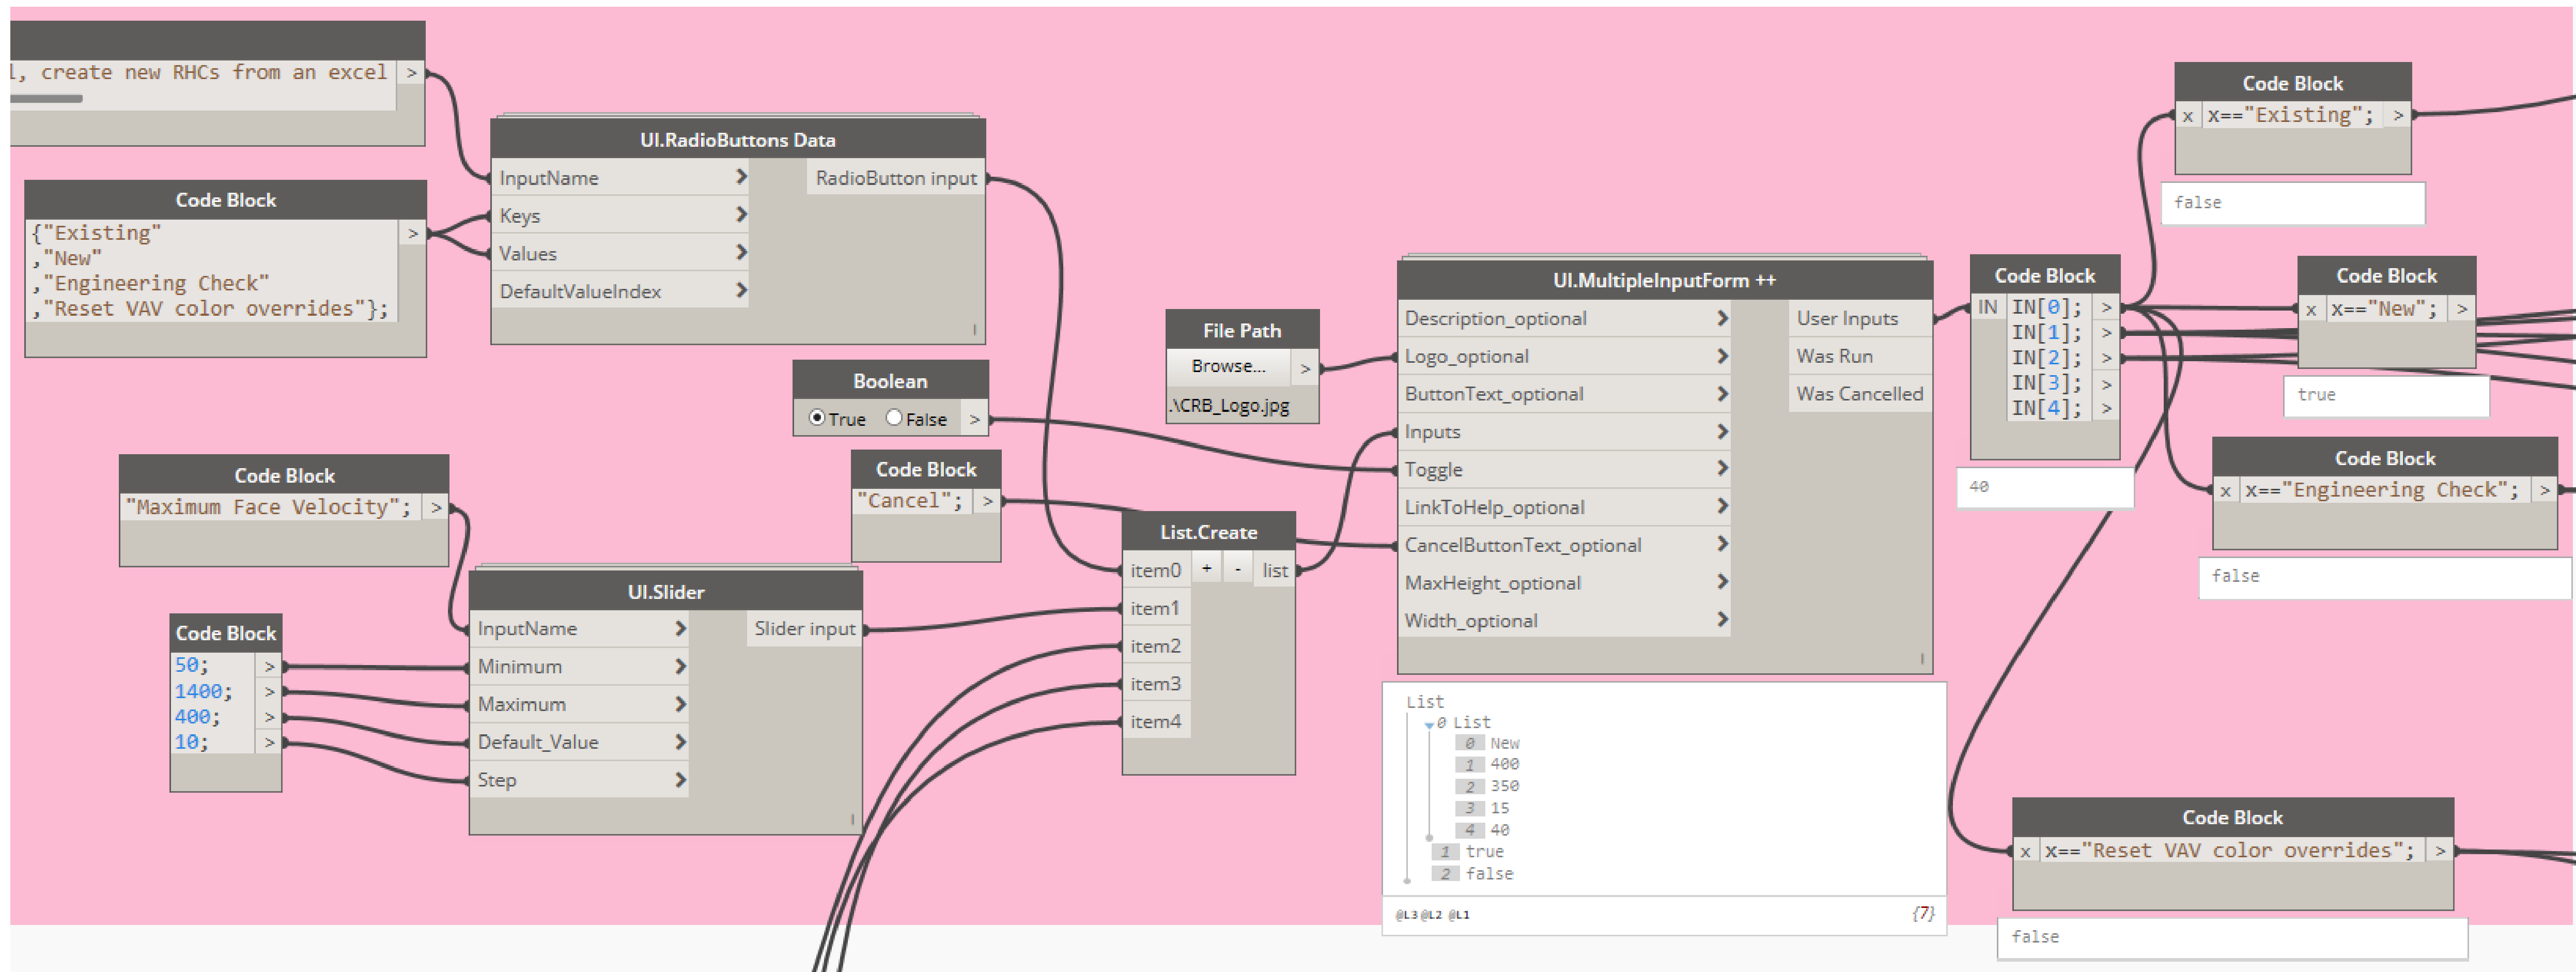 , create new RHCs from an excel >
Code Block
{"Existing" >
,"New"
,"Engineering Check"
,"Reset VAV color overrides"};
UI.RadioButtons Data
InputName > RadioButton input
Keys >
Values >
DefaultValueIndex >
Boolean
True False >
Code Block
"Cancel"; >
Code Block
"Maximum Face Velocity"; >
Code Block
50; >
1400; >
400; >
10; >
UI.Slider
InputName > Slider input
Minimum >
Maximum >
Default_Value >
Step >
List.Create
item0 + - list
item1
item2
item3
item4
File Path
Browse... >
.\CRB_Logo.jpg
UI.MultipleInputForm ++
Description_optional > User Inputs
Logo_optional > Was Run
ButtonText_optional > Was Cancelled
Inputs >
Toggle >
LinkToHelp_optional >
CancelButtonText_optional >
MaxHeight_optional >
Width_optional >
List
0 List
0 New
1 400
2 350
3 15
4 40
1 true
2 false
@L3 @L2 @L1 {7}
Code Block
IN IN[0]; >
IN[1]; >
IN[2]; >
IN[3]; >
IN[4]; >
40
Code Block
x x=="Existing"; >
false
Code Block
x x=="New"; >
true
Code Block
x x=="Engineering Check"; >
false
Code Block
x x=="Reset VAV color overrides"; >
false